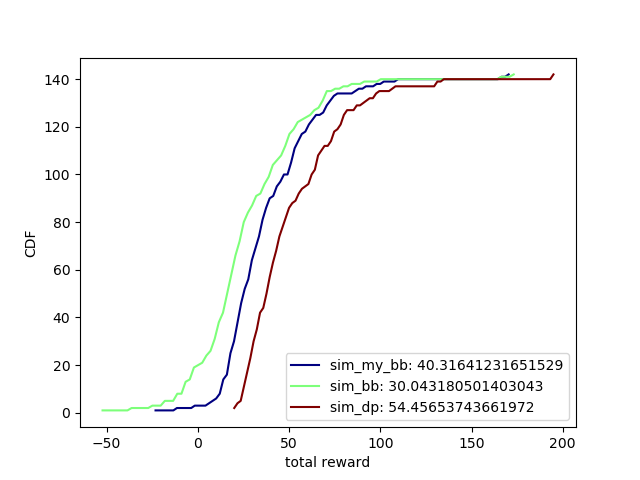 140
120
100
80
60
40
20
0
CDF
−50
0
50
100
150
200
total reward
sim_my_bb: 40.31641231651529
sim_bb: 30.043180501403043
sim_dp: 54.45653743661972